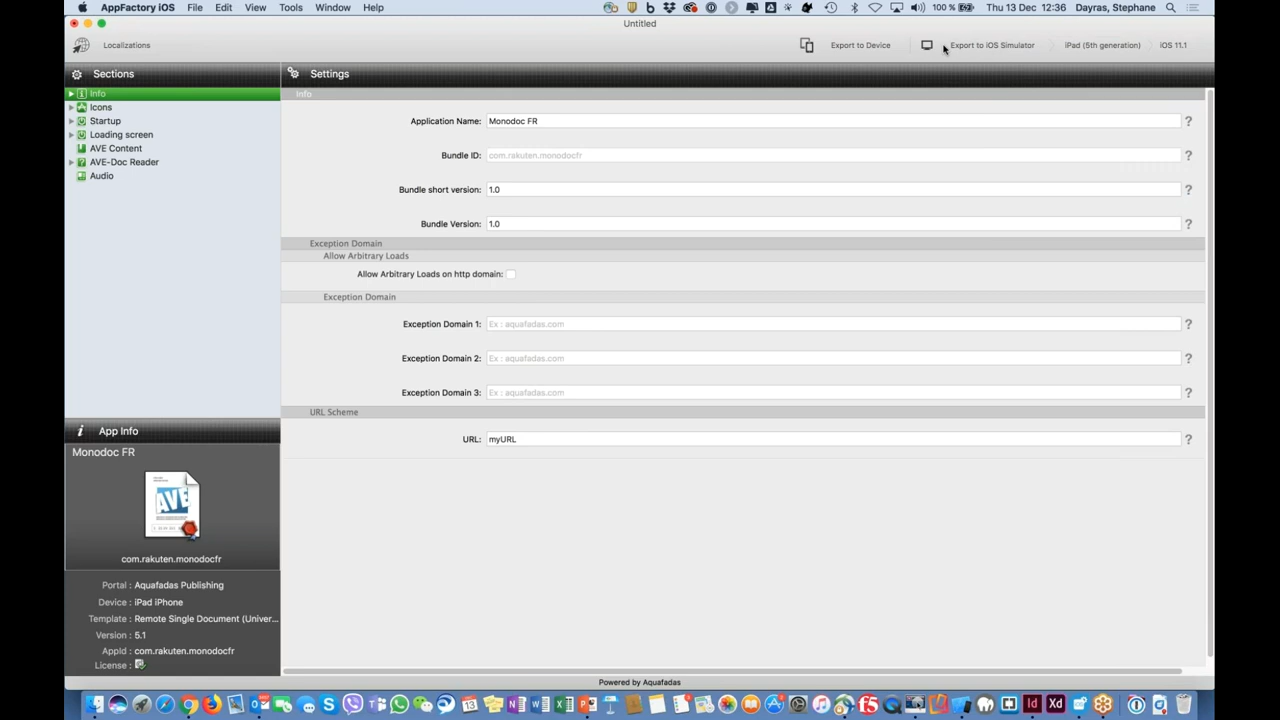 AppFactory iOS File Edit View Tools Window Help 100 % Thu 13 Dec 12:36 Dayras, Stephane
Untitled
Localizations Export to Device Export to iOS Simulator iPad (5th generation) iOS 11.1
Sections
Info
Icons
Startup
Loading screen
AVE Content
AVE-Doc Reader
Audio
Settings
Info
Application Name: Monodoc FR ?
Bundle ID: com.rakuten.monodocfr ?
Bundle short version: 1.0 ?
Bundle Version: 1.0 ?
Exception Domain
Allow Arbitrary Loads
Allow Arbitrary Loads on http domain:
Exception Domain
Exception Domain 1: Ex : aquafadas.com ?
Exception Domain 2: Ex : aquafadas.com ?
Exception Domain 3: Ex : aquafadas.com ?
URL Scheme
URL: myURL ?
App Info
Monodoc FR
AVE
com.rakuten.monodocfr
Portal : Aquafadas Publishing
Device : iPad iPhone
Template : Remote Single Document (Univer...
Version : 5.1
AppId : com.rakuten.monodocfr
License :
Powered by Aquafadas